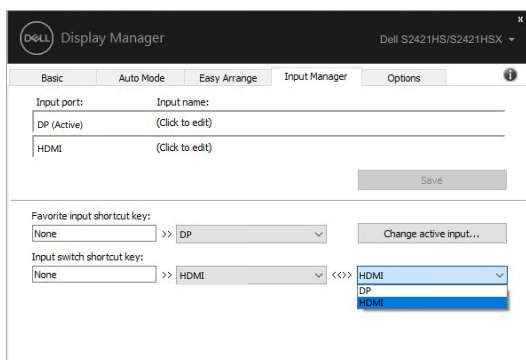 x
DELL Display Manager Dell S2421HS/S2421HSX
Basic Auto Mode Easy Arrange Input Manager Options i
Input port: Input name:
DP (Active) (Click to edit)
HDMI (Click to edit)
Save
Favorite input shortcut key:
None >> DP Change active input...
Input switch shortcut key:
None >> HDMI <<>> HDMI
DP
HDMI